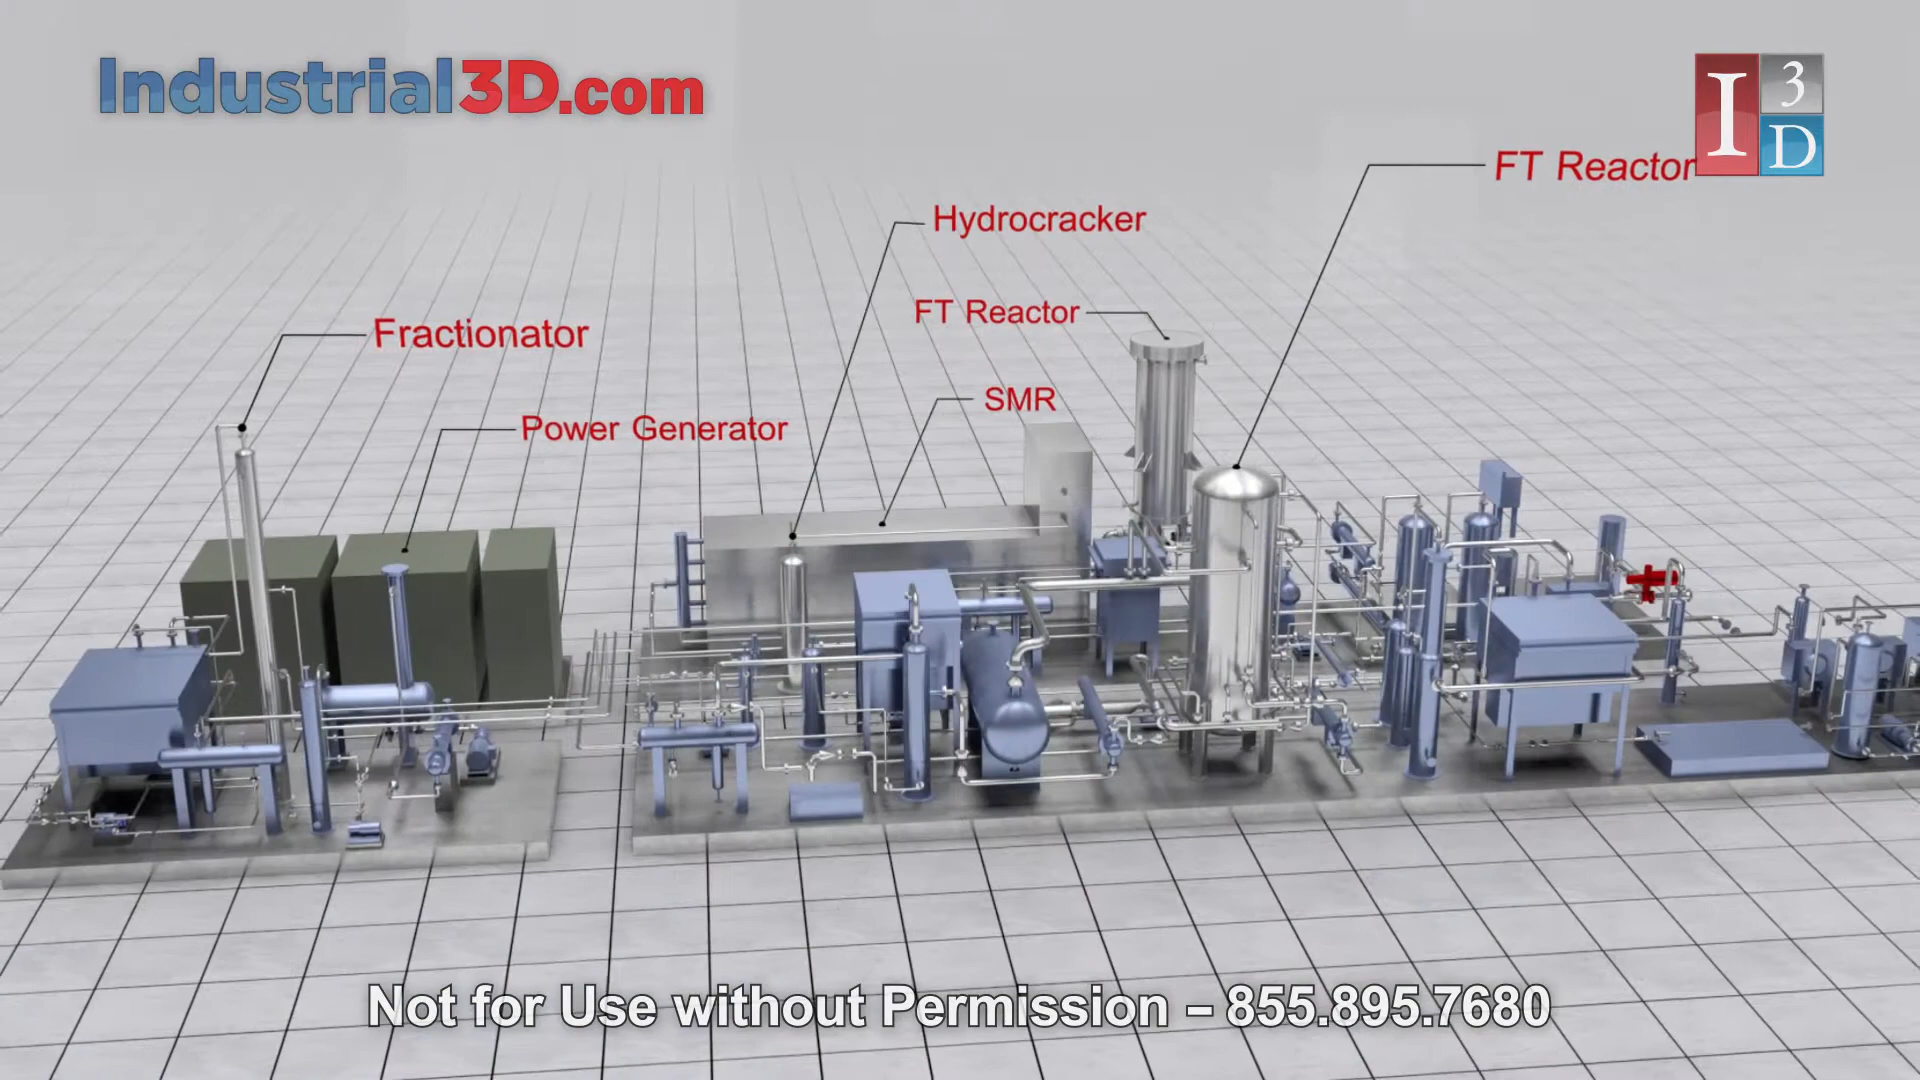 Industrial3D.com
I
3
D
FT Reactor
Hydrocracker
FT Reactor
Fractionator
SMR
Power Generator
Not for Use without Permission – 855.895.7680